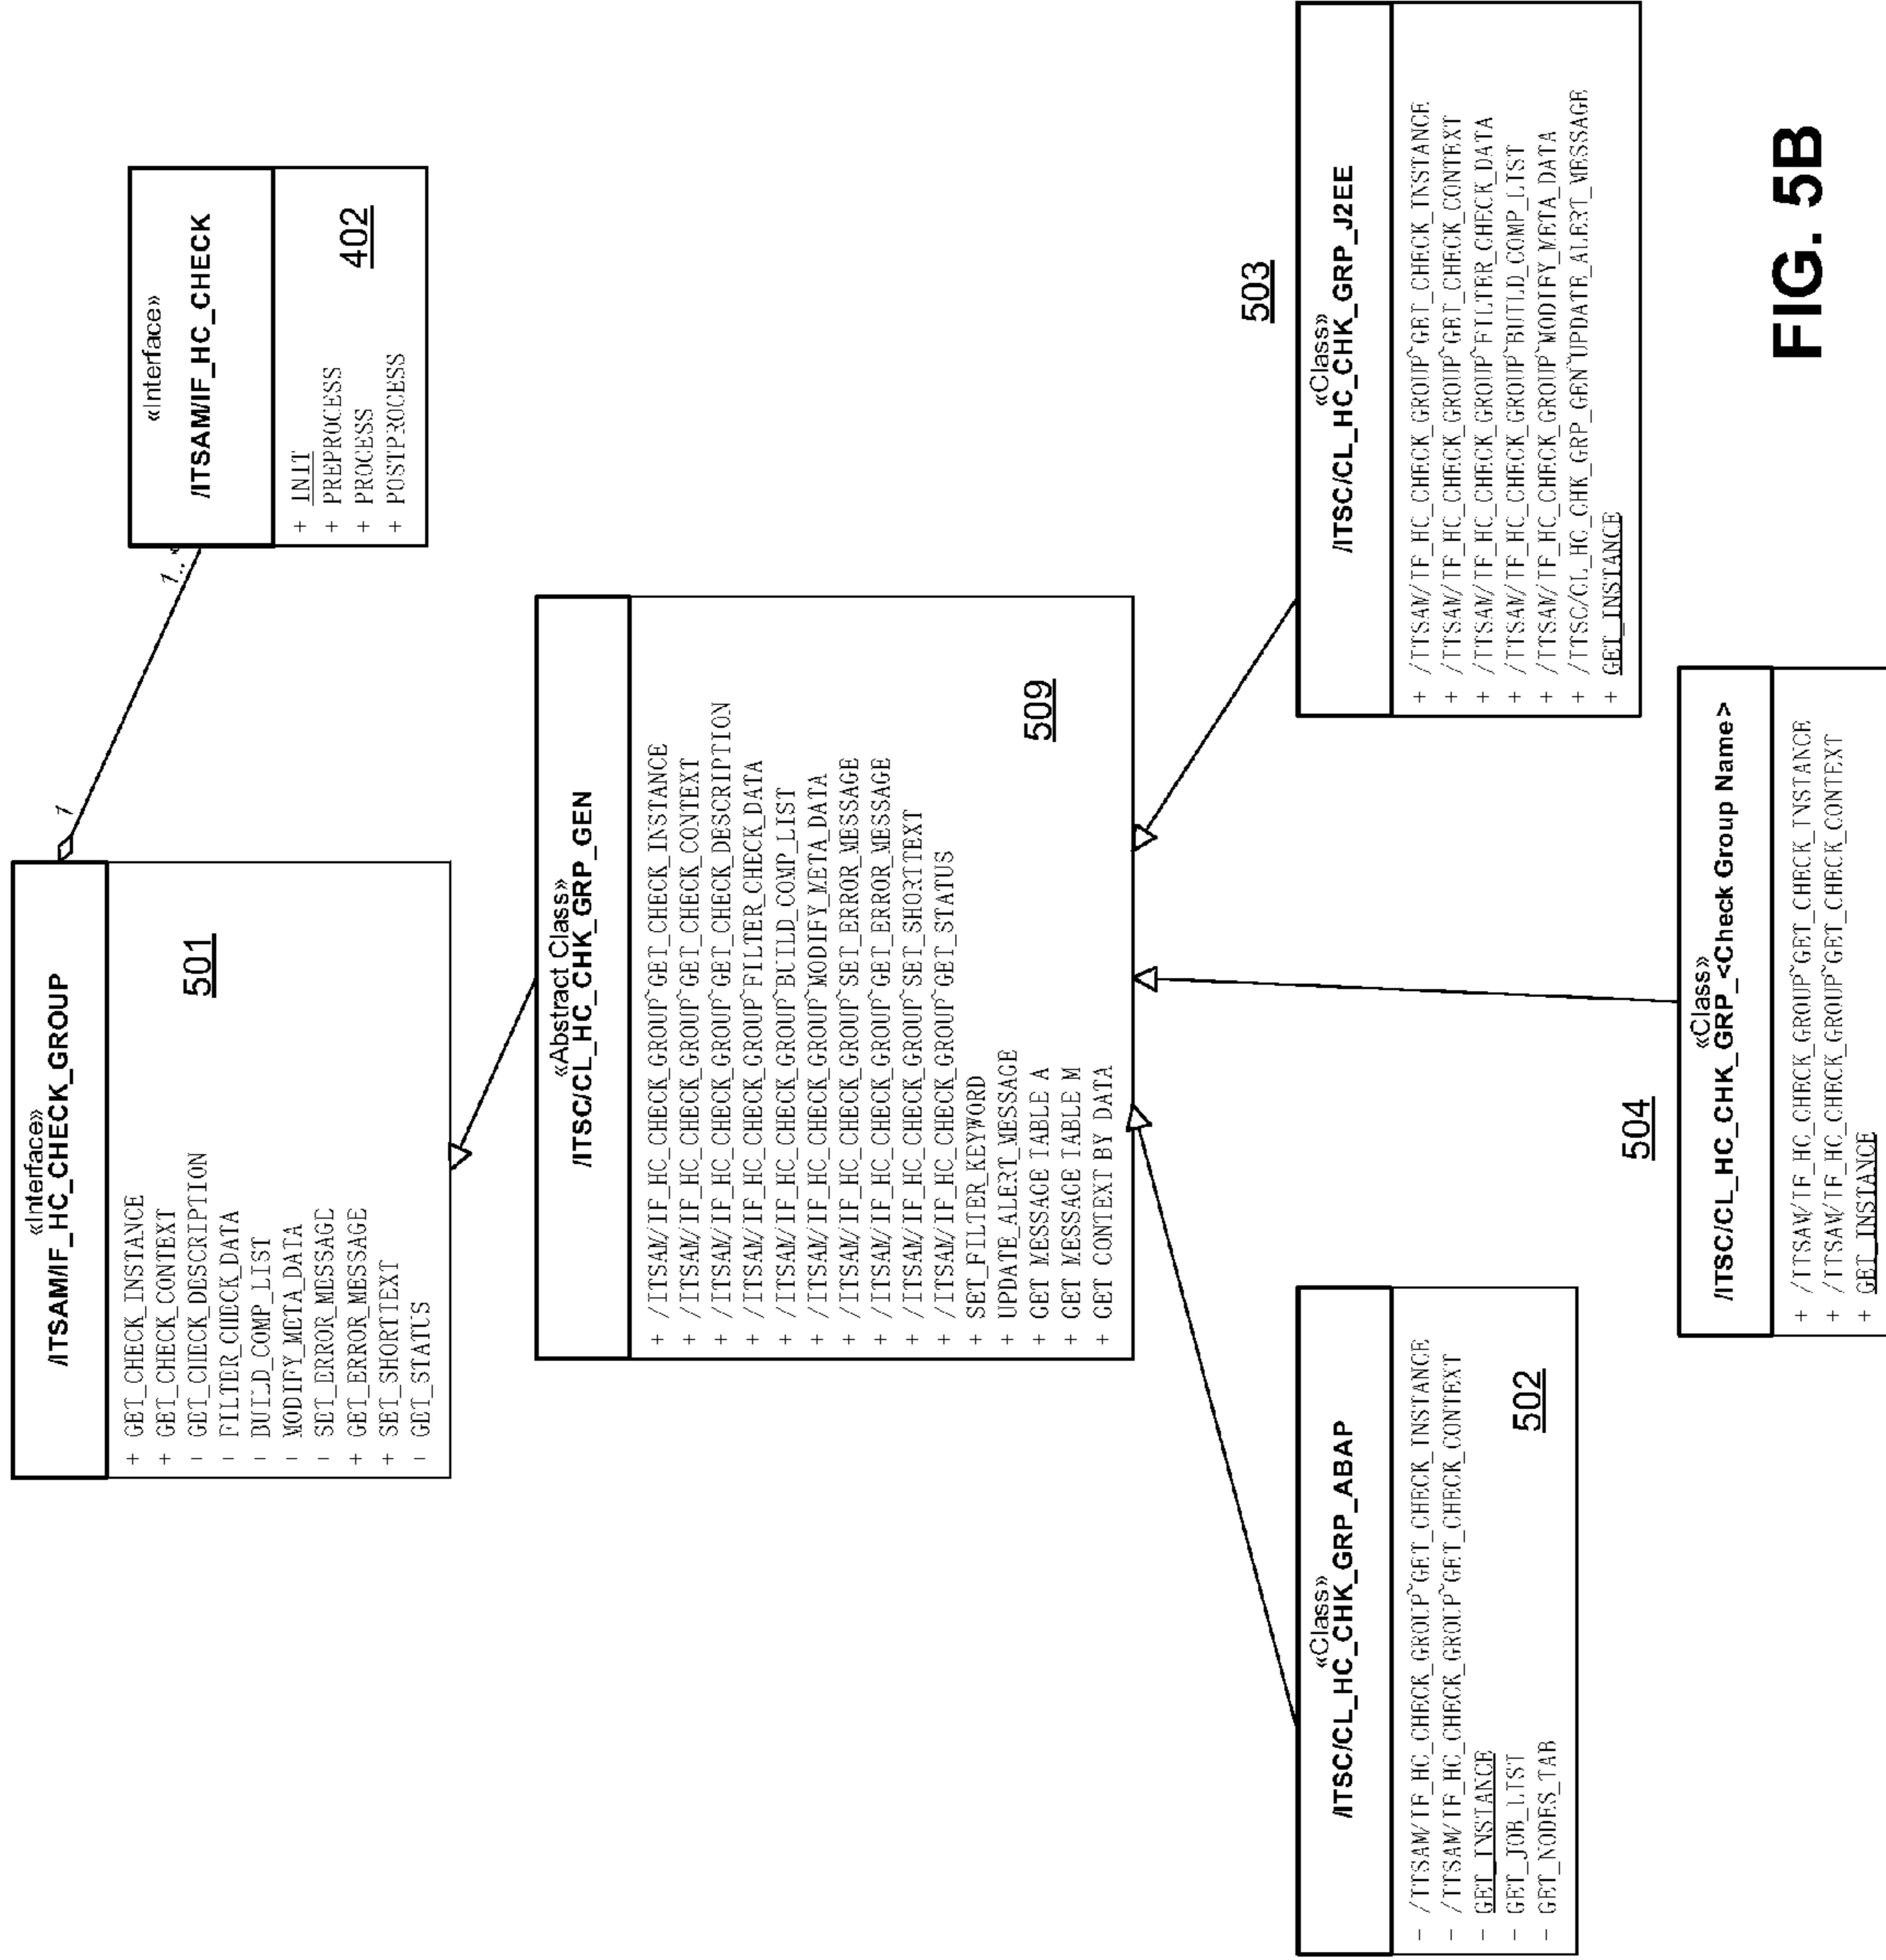 «Interface»
/ITSAM/IF_HC_CHECK_GROUP
+ GET_CHECK_INSTANCE
+ GET_CHECK_CONTEXT
- GET_CHECK_DESCRIPTION
- FILTER_CHECK_DATA
- BUILD_COMP_LIST
- MODIFY_META_DATA
- SET_ERROR_MESSAGE
+ GET_ERROR_MESSAGE
+ SET_SHORTTEXT
- GET_STATUS
501
1
1..*
«Interface»
/ITSAM/IF_HC_CHECK
+ INIT
+ PREPROCESS
+ PROCESS
+ POSTPROCESS
402
«Abstract Class»
/ITSC/CL_HC_CHK_GRP_GEN
+ /ITSAM/IF_HC_CHECK_GROUP~GET_CHECK_INSTANCE
+ /ITSAM/IF_HC_CHECK_GROUP~GET_CHECK_CONTEXT
+ /ITSAM/IF_HC_CHECK_GROUP~GET_CHECK_DESCRIPTION
+ /ITSAM/IF_HC_CHECK_GROUP~FILTER_CHECK_DATA
+ /ITSAM/IF_HC_CHECK_GROUP~BUILD_COMP_LIST
+ /ITSAM/IF_HC_CHECK_GROUP~MODIFY_META_DATA
+ /ITSAM/IF_HC_CHECK_GROUP~SET_ERROR_MESSAGE
+ /ITSAM/IF_HC_CHECK_GROUP~GET_ERROR_MESSAGE
+ /ITSAM/IF_HC_CHECK_GROUP~SET_SHORTTEXT
+ /ITSAM/IF_HC_CHECK_GROUP~GET_STATUS
+ SET_FILTER_KEYWORD
+ UPDATE_ALERT_MESSAGE
+ GET MESSAGE TABLE A
+ GET MESSAGE TABLE M
+ GET CONTEXT BY DATA
509
«Class»
/ITSC/CL_HC_CHK_GRP_ABAP
- /ITSAM/IF_HC_CHECK_GROUP~GET_CHECK_INSTANCE
- /ITSAM/IF_HC_CHECK_GROUP~GET_CHECK_CONTEXT
- GET_INSTANCE
- GET_JOB_LIST
- GET_NODES_TAB
502
504
«Class»
/ITSC/CL_HC_CHK_GRP_<Check Group Name>
+ /ITSAM/IF_HC_CHECK_GROUP~GET_CHECK_INSTANCE
+ /ITSAM/IF_HC_CHECK_GROUP~GET_CHECK_CONTEXT
+ GET_INSTANCE
503
«Class»
/ITSC/CL_HC_CHK_GRP_J2EE
+ /ITSAM/IF_HC_CHECK_GROUP~GET_CHECK_INSTANCE
+ /ITSAM/IF_HC_CHECK_GROUP~GET_CHECK_CONTEXT
+ /ITSAM/IF_HC_CHECK_GROUP~FILTER_CHECK_DATA
+ /ITSAM/IF_HC_CHECK_GROUP~BUILD_COMP_LIST
+ /ITSAM/IF_HC_CHECK_GROUP~MODIFY_META_DATA
+ /ITSC/CL_HC_CHK_GRP_GEN~UPDATE_ALERT_MESSAGE
+ GET_INSTANCE
FIG. 5B